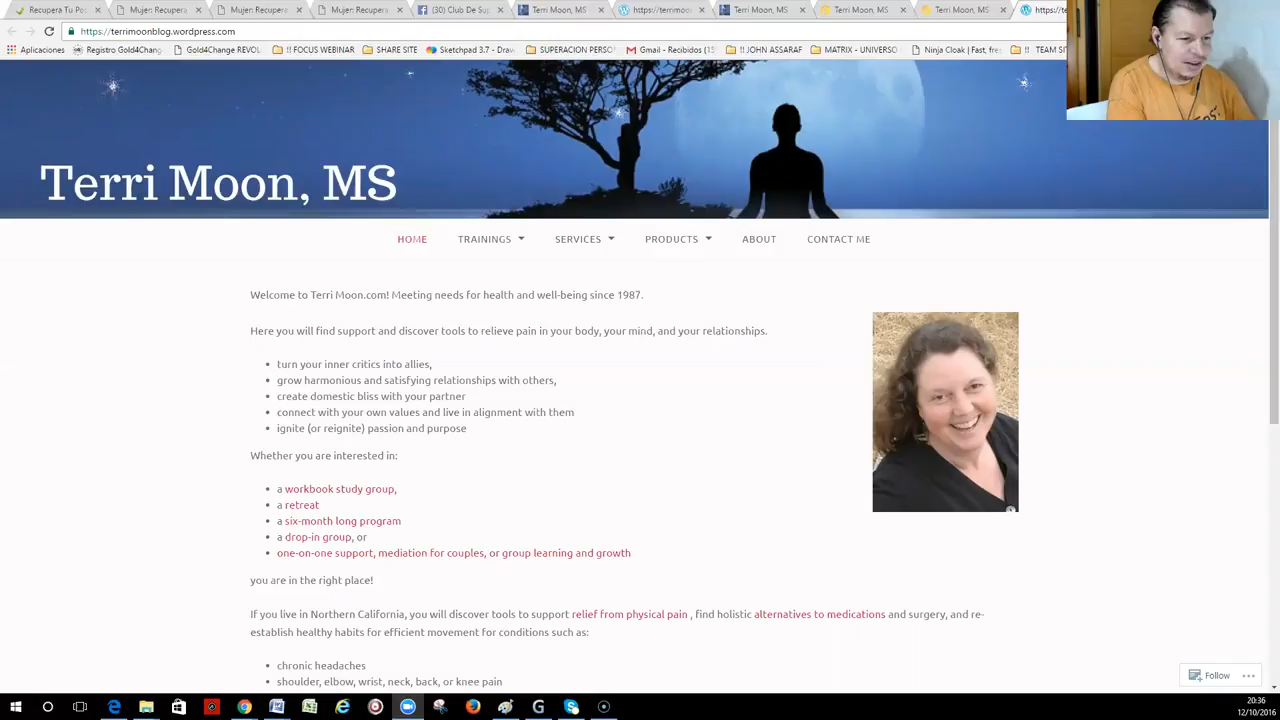 Recupera Tu Pos
Mujer: Recupera
Mujer: Recupera
Mujer: Recupera
(30) Club De Sup
Terri Moon, MS
https://terrimoo
Terri Moon, MS
Terri Moon, MS
Terri Moon, MS
https://te
https://terrimoonblog.wordpress.com
Aplicaciones
Registro Gold4Chang
Gold4Change REVOL
!! FOCUS WEBINAR
SHARE SITE
Sketchpad 3.7 - Draw
SUPERACION PERSO
Gmail - Recibidos (15
!! JOHN ASSARAF
MATRIX - UNIVERSO
Ninja Cloak | Fast, fre
!! TEAM SIT
Terri Moon, MS
HOME
TRAININGS
SERVICES
PRODUCTS
ABOUT
CONTACT ME
Welcome to Terri Moon.com! Meeting needs for health and well-being since 1987.
Here you will find support and discover tools to relieve pain in your body, your mind, and your relationships.
• turn your inner critics into allies,
• grow harmonious and satisfying relationships with others,
• create domestic bliss with your partner
• connect with your own values and live in alignment with them
• ignite (or reignite) passion and purpose
Whether you are interested in:
• a workbook study group,
• a retreat
• a six-month long program
• a drop-in group, or
• one-on-one support, mediation for couples, or group learning and growth
you are in the right place!
If you live in Northern California, you will discover tools to support relief from physical pain , find holistic alternatives to medications and surgery, and re-
establish healthy habits for efficient movement for conditions such as:
• chronic headaches
• shoulder, elbow, wrist, neck, back, or knee pain
Follow
20:36
12/10/2016